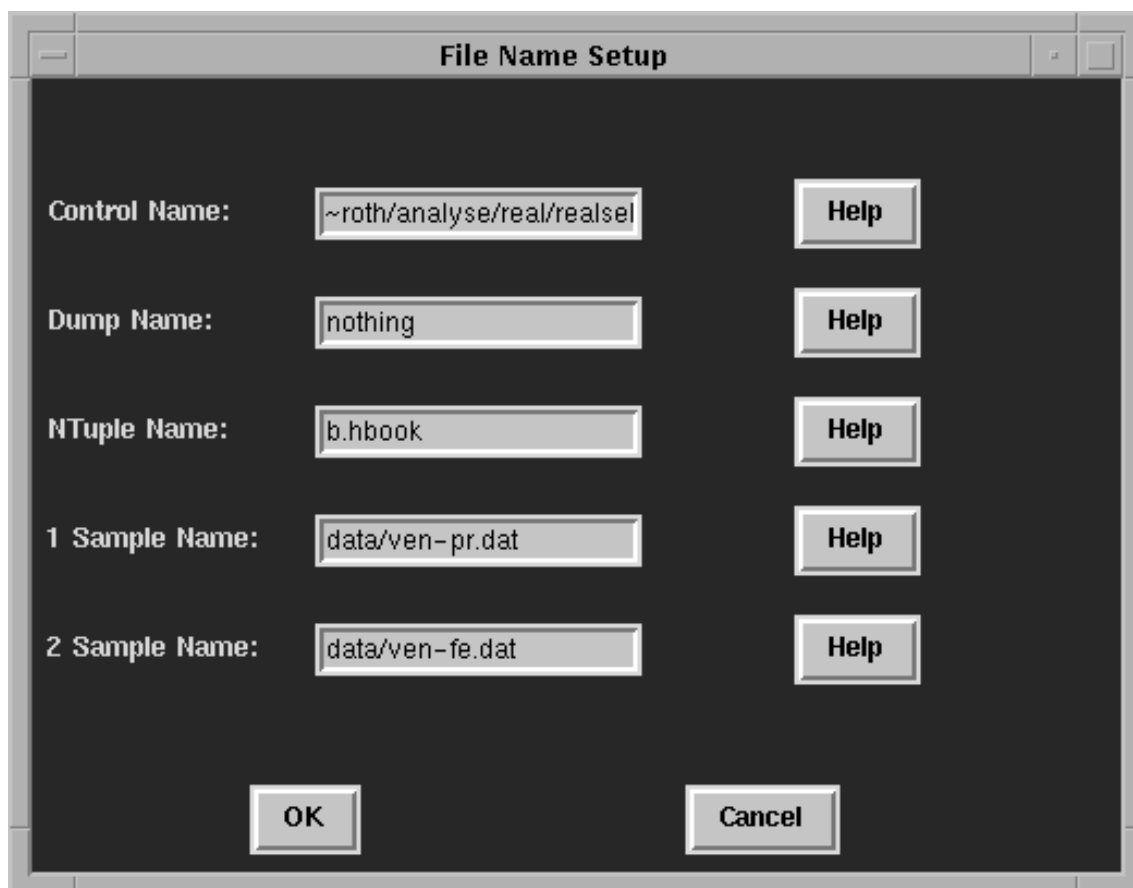 File Name Setup
Control Name: ~roth/analyse/real/realsel Help
Dump Name: nothing Help
NTuple Name: b.hbook Help
1 Sample Name: data/ven-pr.dat Help
2 Sample Name: data/ven-fe.dat Help
OK Cancel